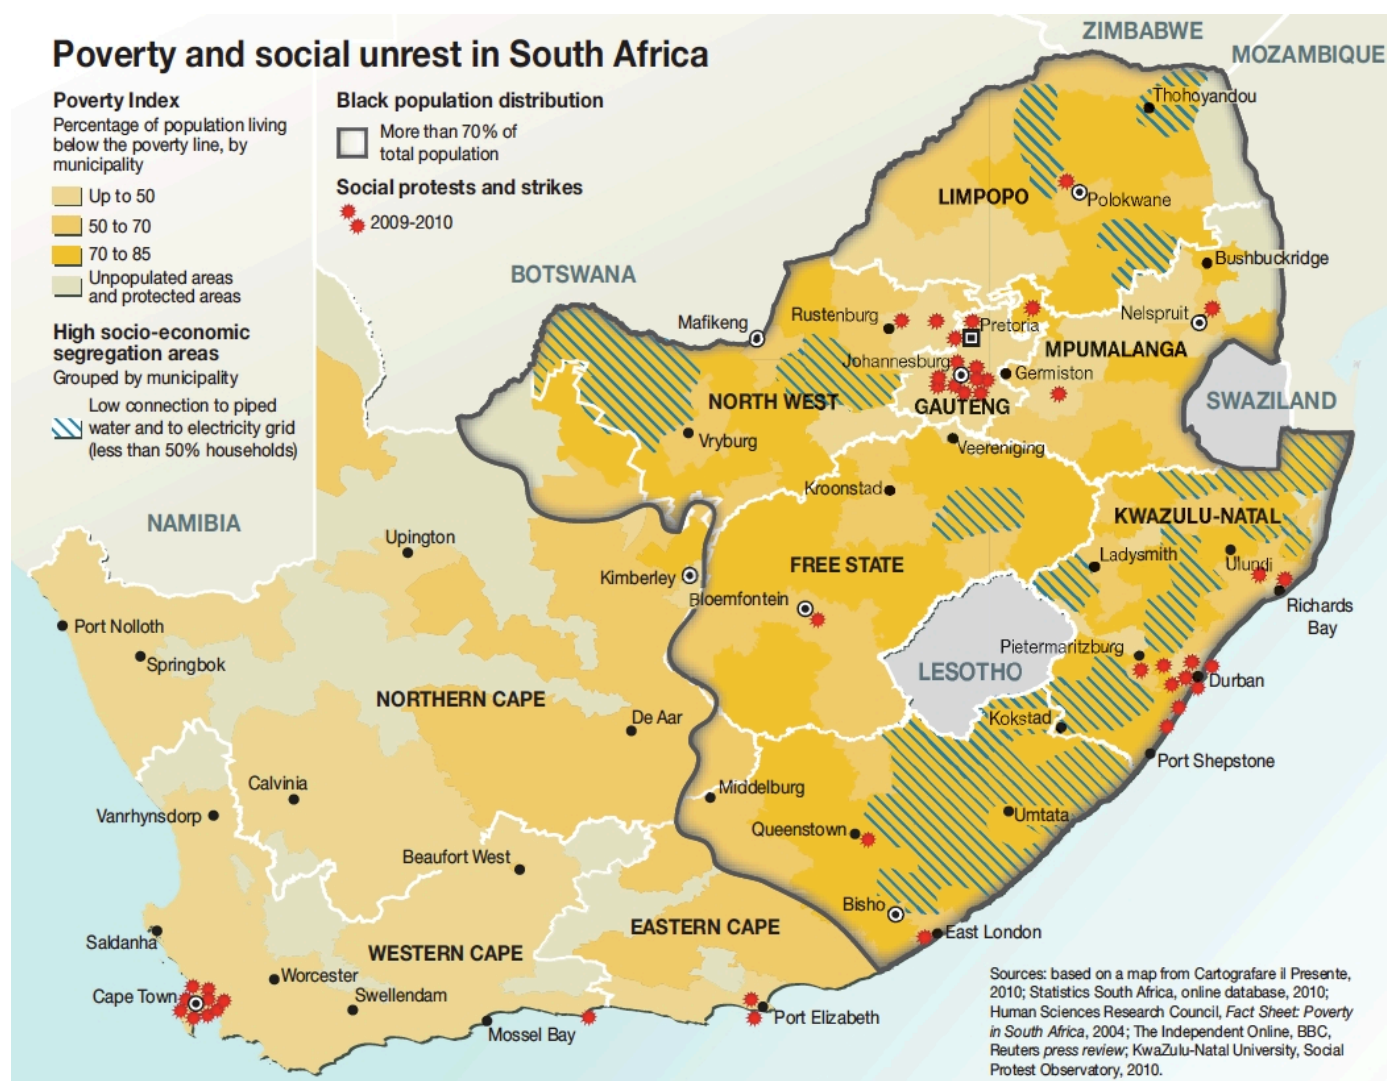 Poverty and social unrest in South Africa
Poverty Index
Percentage of population living
below the poverty line, by
municipality
Up to 50
50 to 70
70 to 85
Unpopulated areas
and protected areas
High socio-economic
segregation areas
Grouped by municipality
Low connection to piped
water and to electricity grid
(less than 50% households)
Black population distribution
More than 70% of
total population
Social protests and strikes
2009-2010
ZIMBABWE
MOZAMBIQUE
Thohoyandou
LIMPOPO
Polokwane
BOTSWANA
Bushbuckridge
Mafikeng
Rustenburg
Pretoria
Nelspruit
Johannesburg
MPUMALANGA
Germiston
NORTH WEST
GAUTENG
SWAZILAND
Vryburg
Veereniging
Kroonstad
NAMIBIA
KWAZULU-NATAL
Upington
Ladysmith
Ulundi
FREE STATE
Kimberley
Bloemfontein
Richards
Bay
Port Nolloth
Springbok
Pietermaritzburg
LESOTHO
Durban
NORTHERN CAPE
De Aar
Kokstad
Port Shepstone
Calvinia
Middelburg
Vanrhynsdorp
Umtata
Queenstown
Beaufort West
Bisho
EASTERN CAPE
East London
Saldanha
WESTERN CAPE
Worcester
Cape Town
Swellendam
Port Elizabeth
Mossel Bay
Sources: based on a map from Cartografare il Presente,
2010; Statistics South Africa, online database, 2010;
Human Sciences Research Council, Fact Sheet: Poverty
in South Africa, 2004; The Independent Online, BBC,
Reuters press review; KwaZulu-Natal University, Social
Protest Observatory, 2010.